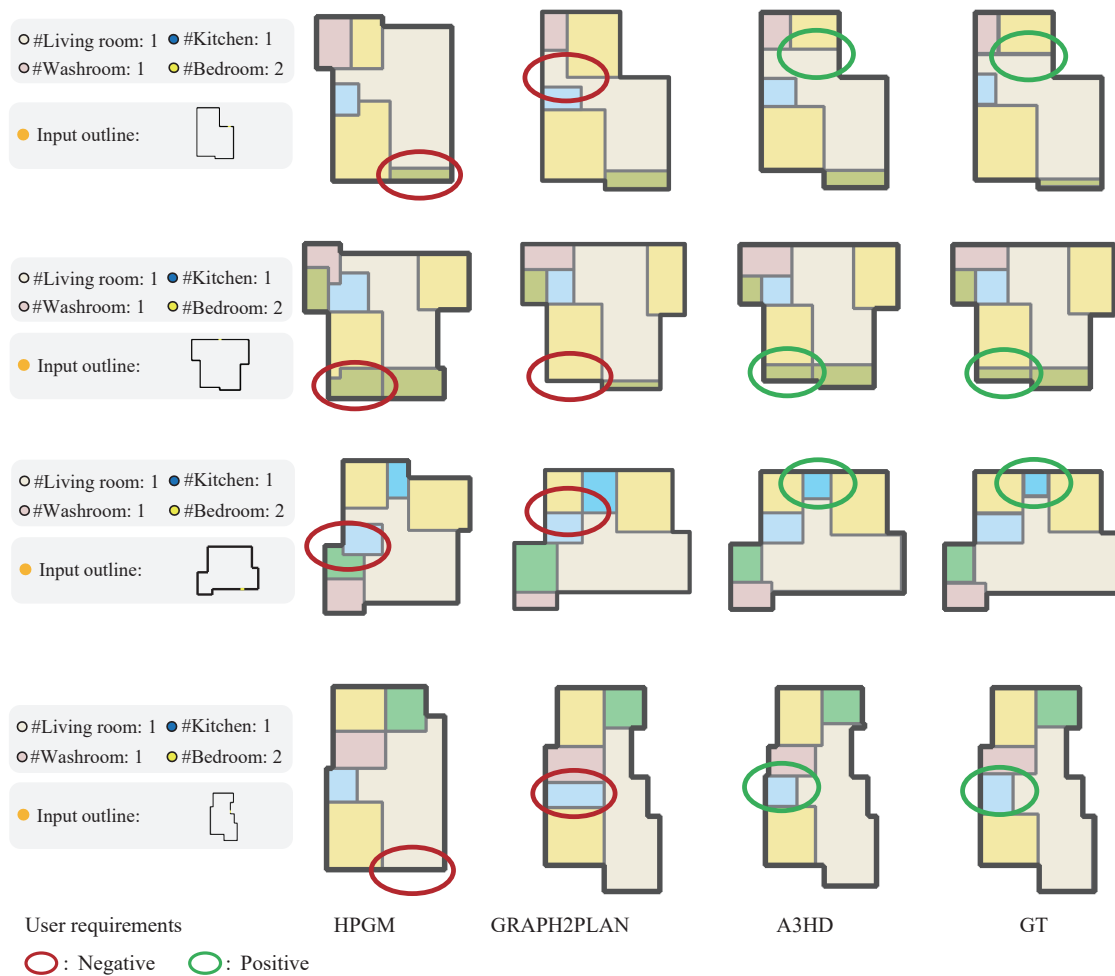 #Living room: 1 #Kitchen: 1
#Washroom: 1 #Bedroom: 2
Input outline:
#Living room: 1 #Kitchen: 1
#Washroom: 1 #Bedroom: 2
Input outline:
#Living room: 1 #Kitchen: 1
#Washroom: 1 #Bedroom: 2
Input outline:
#Living room: 1 #Kitchen: 1
#Washroom: 1 #Bedroom: 2
Input outline:
User requirements HPGM GRAPH2PLAN A3HD GT
: Negative : Positive